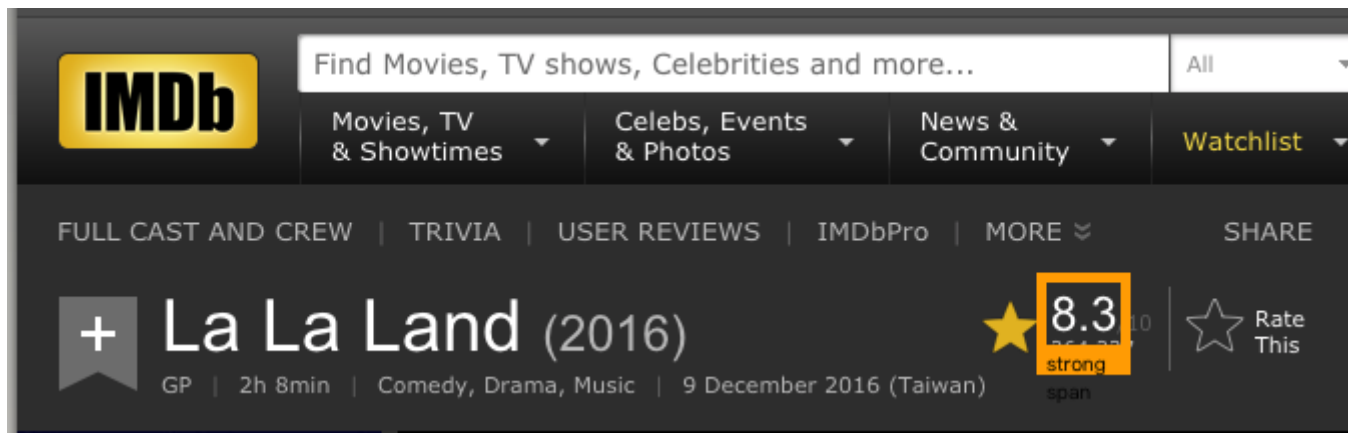 IMDb
Find Movies, TV shows, Celebrities and more...
All
Movies, TV
& Showtimes
Celebs, Events
& Photos
News &
Community
Watchlist
FULL CAST AND CREW | TRIVIA | USER REVIEWS | IMDbPro | MORE
SHARE
+
La La Land (2016)
8.3
/10
Rate
This
GP | 2h 8min | Comedy, Drama, Music | 9 December 2016 (Taiwan)
strong
span